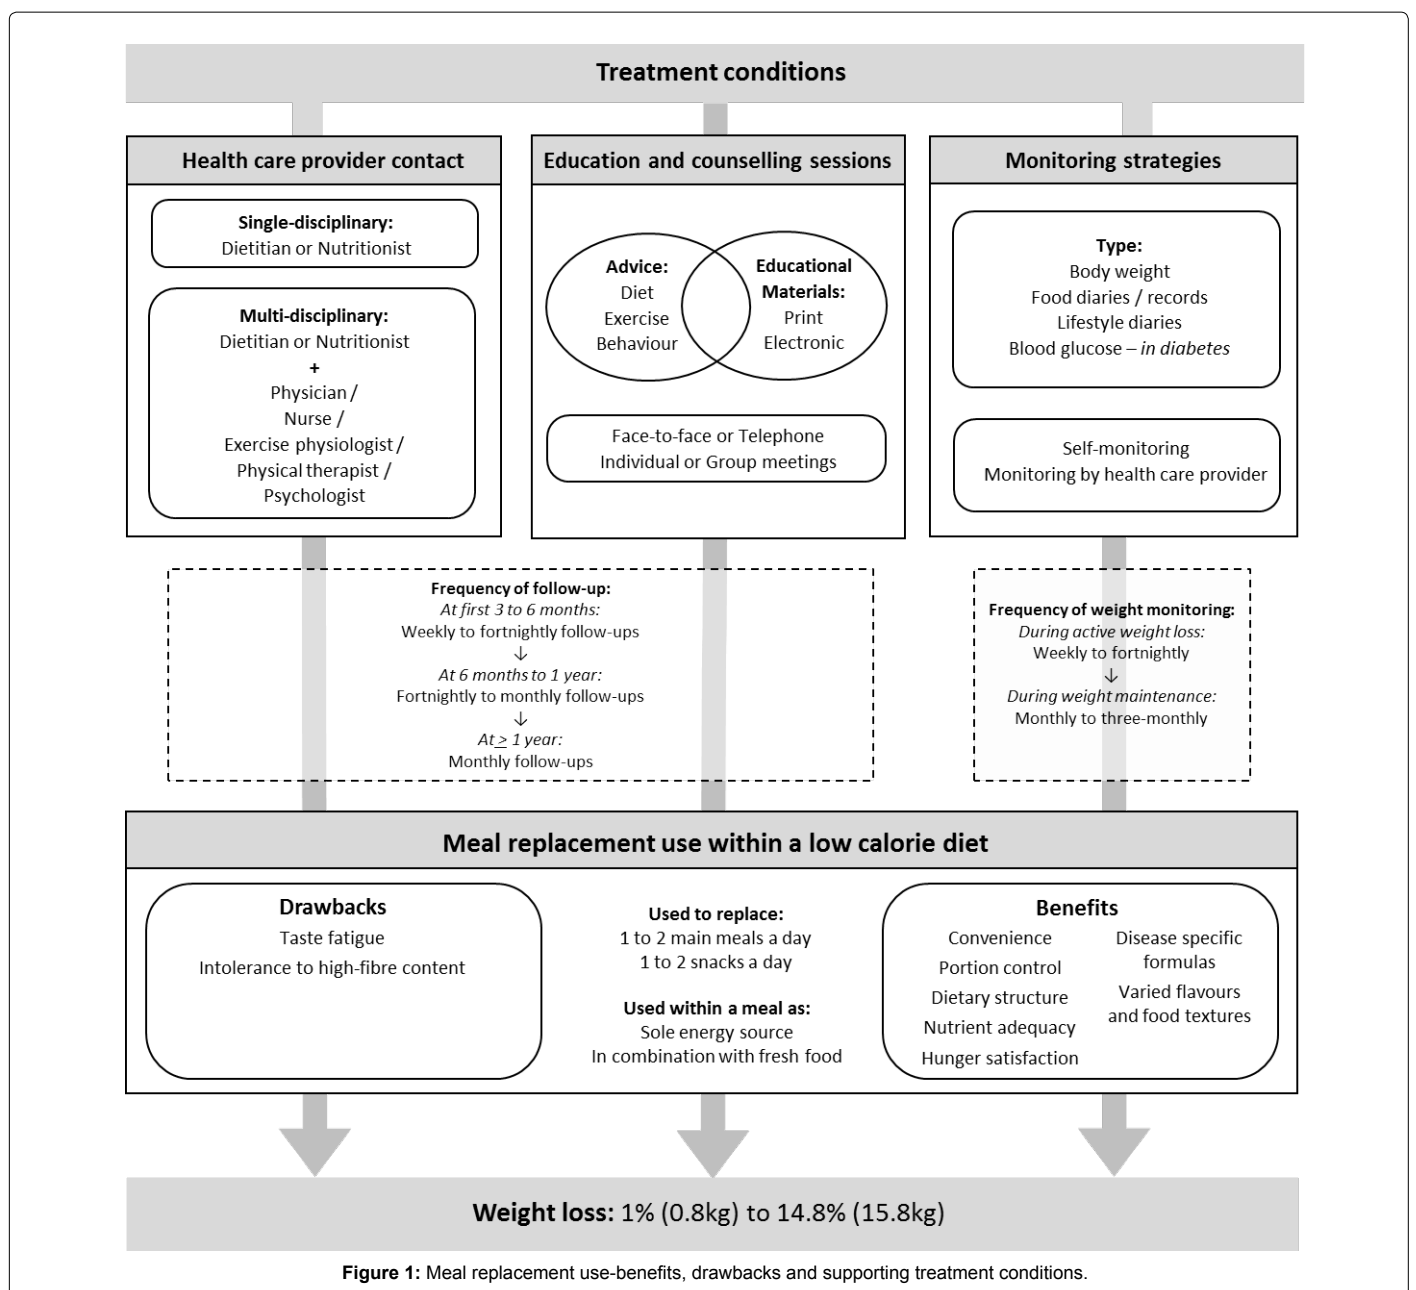 Treatment conditions
Health care provider contact
Single-disciplinary:
Dietitian or Nutritionist
Multi-disciplinary:
Dietitian or Nutritionist
+
Physician /
Nurse /
Exercise physiologist /
Physical therapist /
Psychologist
Education and counselling sessions
Advice:
Diet
Exercise
Behaviour
Educational
Materials:
Print
Electronic
Face-to-face or Telephone
Individual or Group meetings
Monitoring strategies
Type:
Body weight
Food diaries / records
Lifestyle diaries
Blood glucose – in diabetes
Self-monitoring
Monitoring by health care provider
Frequency of follow-up:
At first 3 to 6 months:
Weekly to fortnightly follow-ups
↓
At 6 months to 1 year:
Fortnightly to monthly follow-ups
↓
At ≥ 1 year:
Monthly follow-ups
Frequency of weight monitoring:
During active weight loss:
Weekly to fortnightly
↓
During weight maintenance:
Monthly to three-monthly
Meal replacement use within a low calorie diet
Drawbacks
Taste fatigue
Intolerance to high-fibre content
Used to replace:
1 to 2 main meals a day
1 to 2 snacks a day
Used within a meal as:
Sole energy source
In combination with fresh food
Benefits
Convenience
Portion control
Dietary structure
Nutrient adequacy
Hunger satisfaction
Disease specific
formulas
Varied flavours
and food textures
Weight loss: 1% (0.8kg) to 14.8% (15.8kg)
Figure 1: Meal replacement use-benefits, drawbacks and supporting treatment conditions.